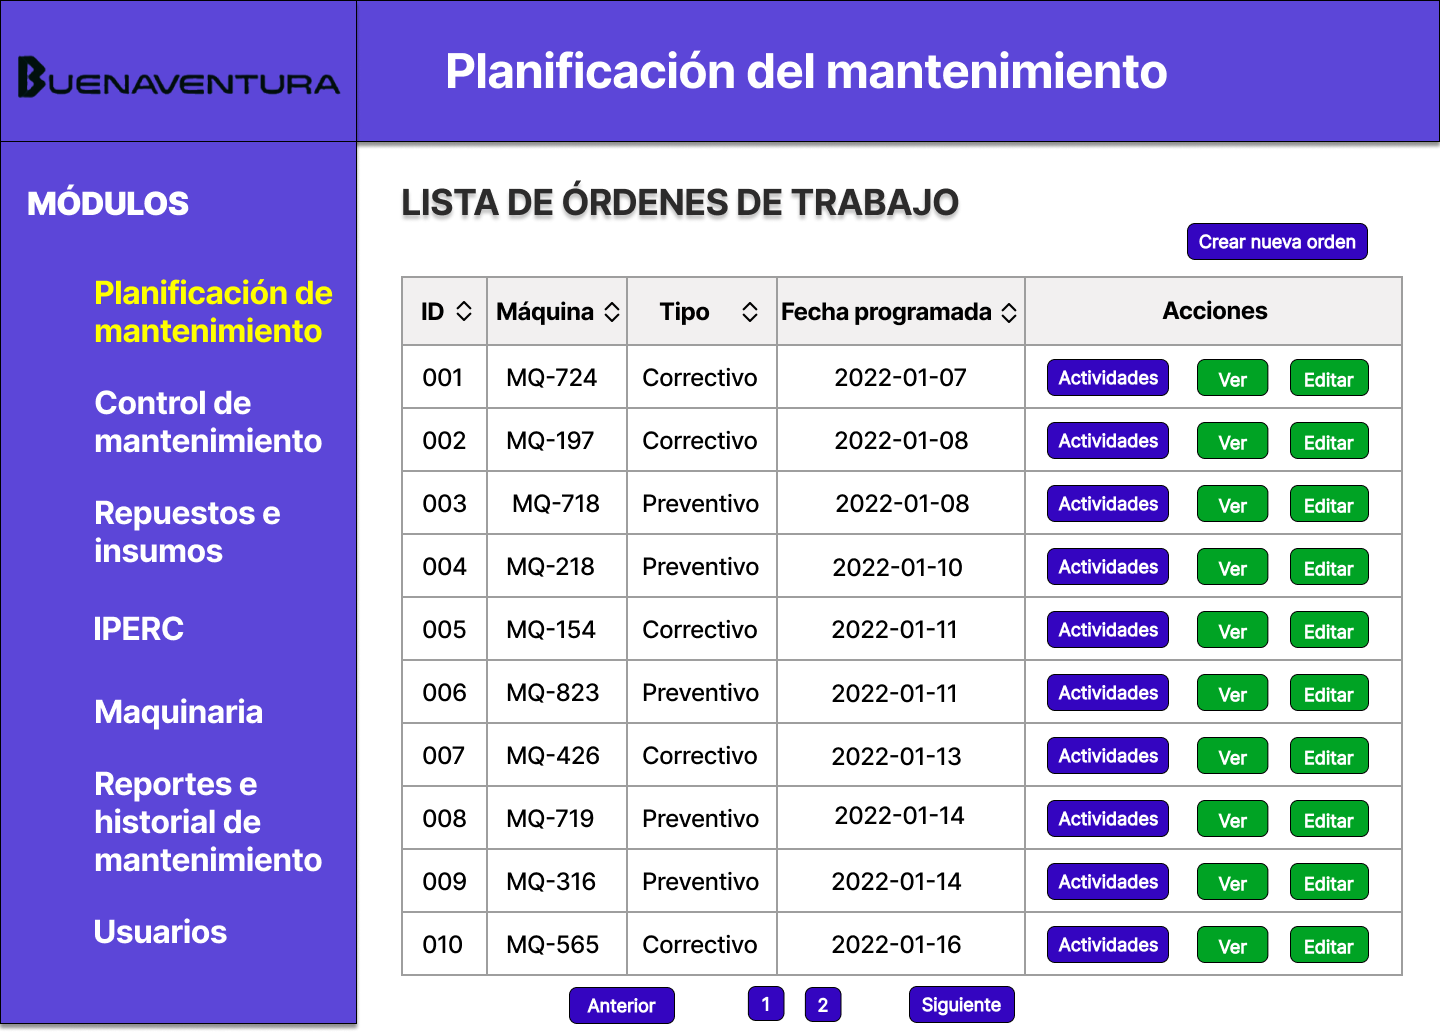 BUENAVENTURA
Planificación del mantenimiento
MÓDULOS
Planificación de
mantenimiento
Control de
mantenimiento
Repuestos e
insumos
IPERC
Maquinaria
Reportes e
historial de
mantenimiento
Usuarios
LISTA DE ÓRDENES DE TRABAJO
Crear nueva orden
ID Máquina Tipo Fecha programada Acciones
001 MQ-724 Correctivo 2022-01-07 Actividades Ver Editar
002 MQ-197 Correctivo 2022-01-08 Actividades Ver Editar
003 MQ-718 Preventivo 2022-01-08 Actividades Ver Editar
004 MQ-218 Preventivo 2022-01-10 Actividades Ver Editar
005 MQ-154 Correctivo 2022-01-11 Actividades Ver Editar
006 MQ-823 Preventivo 2022-01-11 Actividades Ver Editar
007 MQ-426 Correctivo 2022-01-13 Actividades Ver Editar
008 MQ-719 Preventivo 2022-01-14 Actividades Ver Editar
009 MQ-316 Preventivo 2022-01-14 Actividades Ver Editar
010 MQ-565 Correctivo 2022-01-16 Actividades Ver Editar
Anterior 1 2 Siguiente